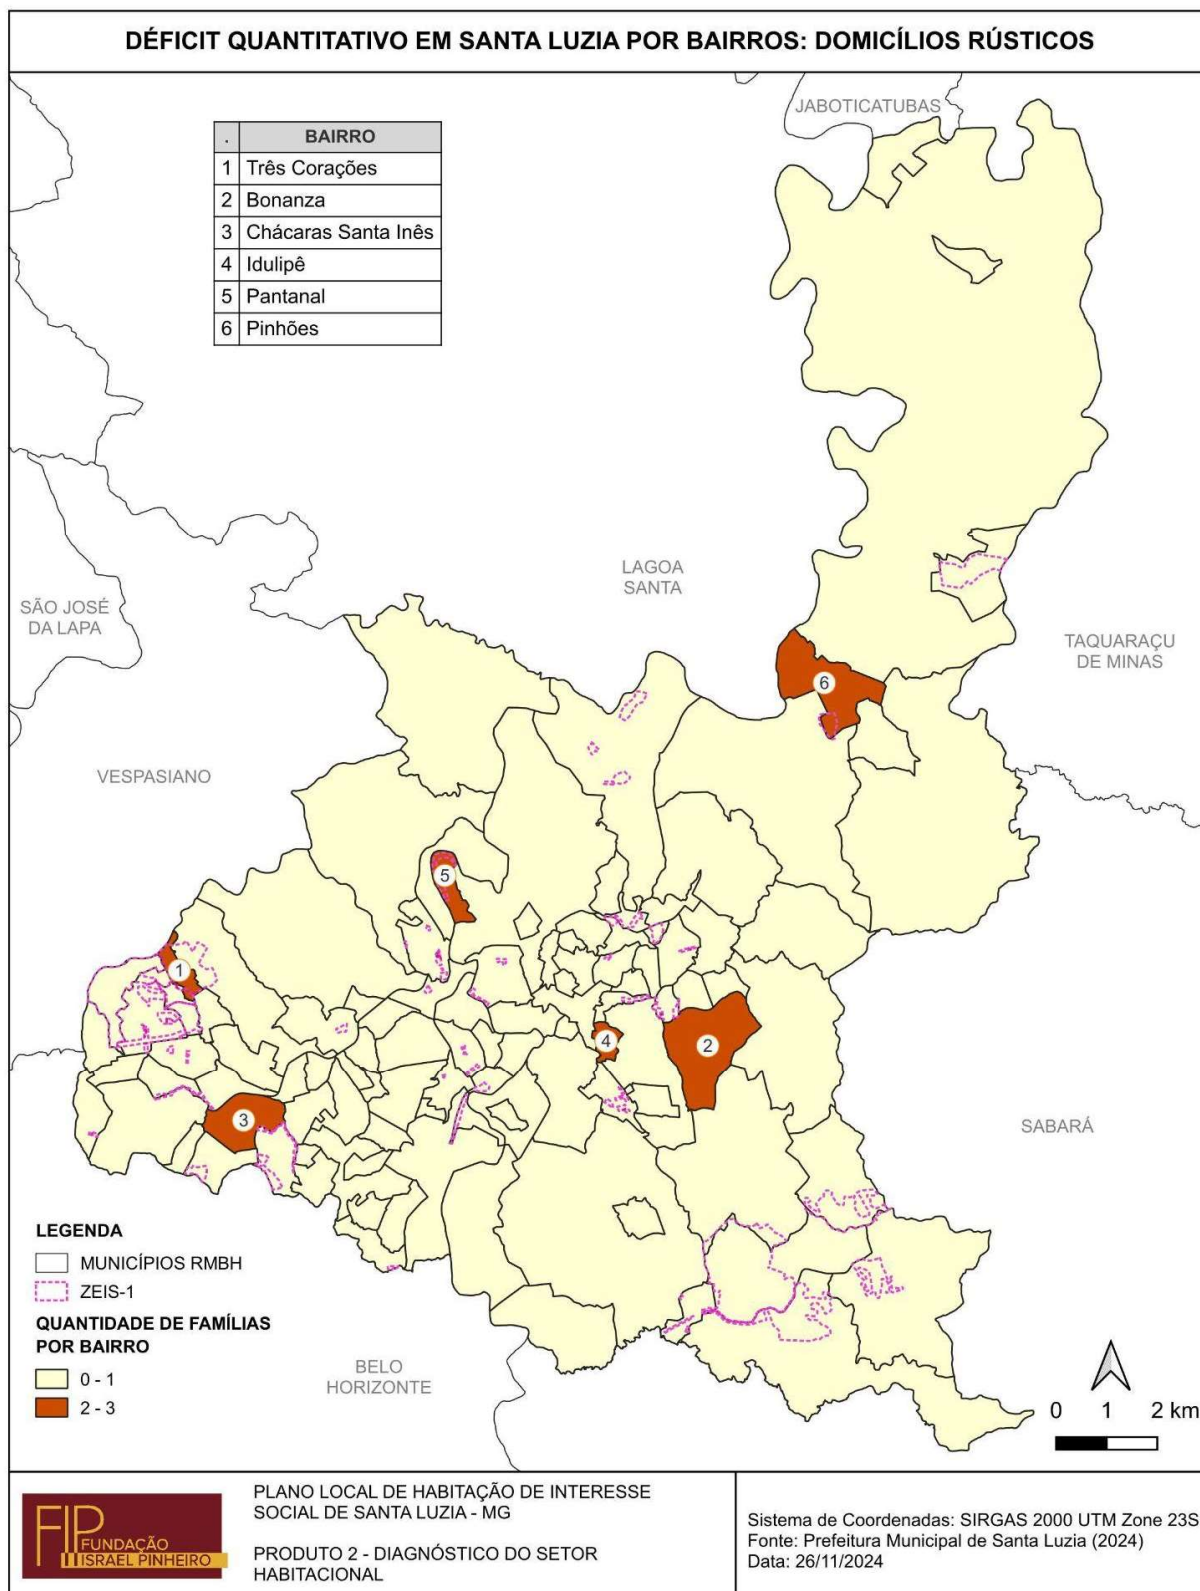 DÉFICIT QUANTITATIVO EM SANTA LUZIA POR BAIRROS: DOMICÍLIOS RÚSTICOS
JABOTICATUBAS
. BAIRRO
1 Três Corações
2 Bonanza
3 Chácaras Santa Inês
4 Idulipê
5 Pantanal
6 Pinhões
LAGOA
SANTA
SÃO JOSÉ
DA LAPA
TAQUARAÇU
DE MINAS
6
VESPASIANO
5
1
4
2
3
SABARÁ
LEGENDA
MUNICÍPIOS RMBH
ZEIS-1
QUANTIDADE DE FAMÍLIAS
POR BAIRRO
0 - 1
2 - 3
BELO
HORIZONTE
0 1 2 km
FIP
FUNDAÇÃO
ISRAEL PINHEIRO
PLANO LOCAL DE HABITAÇÃO DE INTERESSE
SOCIAL DE SANTA LUZIA - MG
PRODUTO 2 - DIAGNÓSTICO DO SETOR
HABITACIONAL
Sistema de Coordenadas: SIRGAS 2000 UTM Zone 23S
Fonte: Prefeitura Municipal de Santa Luzia (2024)
Data: 26/11/2024